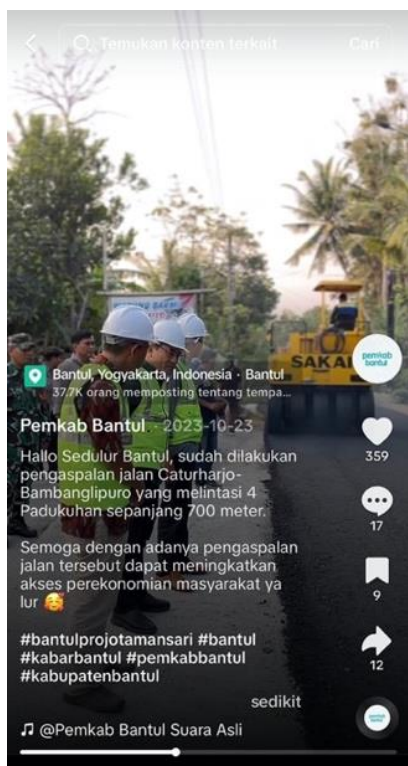 Temukan konten terkait
Cari
SAKAI
pemkab
bantul
Bantul, Yogyakarta, Indonesia · Bantul
37.7K orang memposting tentang tempa...
Pemkab Bantul · 2023-10-23
359
Hallo Sedulur Bantul, sudah dilakukan
pengaspalan jalan Caturharjo-
Bambanglipuro yang melintasi 4
Padukuhan sepanjang 700 meter.
17
Semoga dengan adanya pengaspalan
jalan tersebut dapat meningkatkan
akses perekonomian masyarakat ya
lur 🥰
9
#bantulprojotamansari #bantul
#kabarbantul #pemkabbantul
#kabupatenbantul
12
sedikit
@Pemkab Bantul Suara Asli